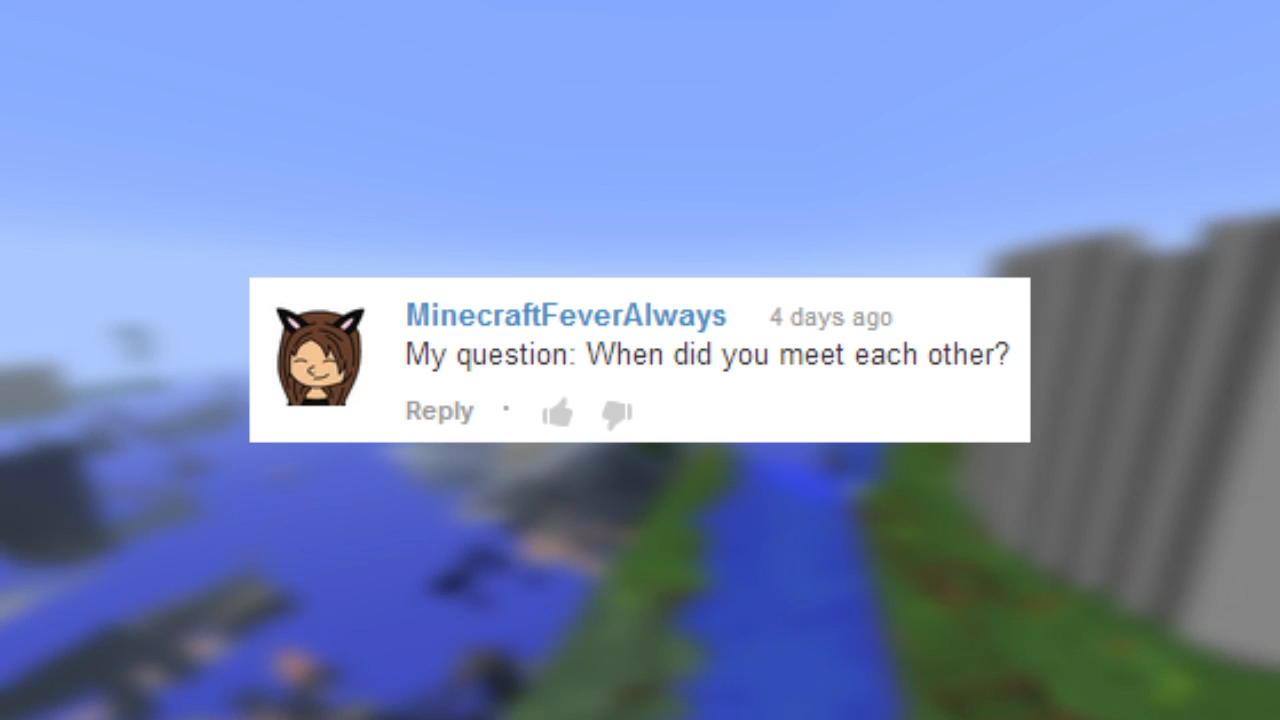 MinecraftFeverAlways 4 days ago
My question: When did you meet each other?
Reply ·